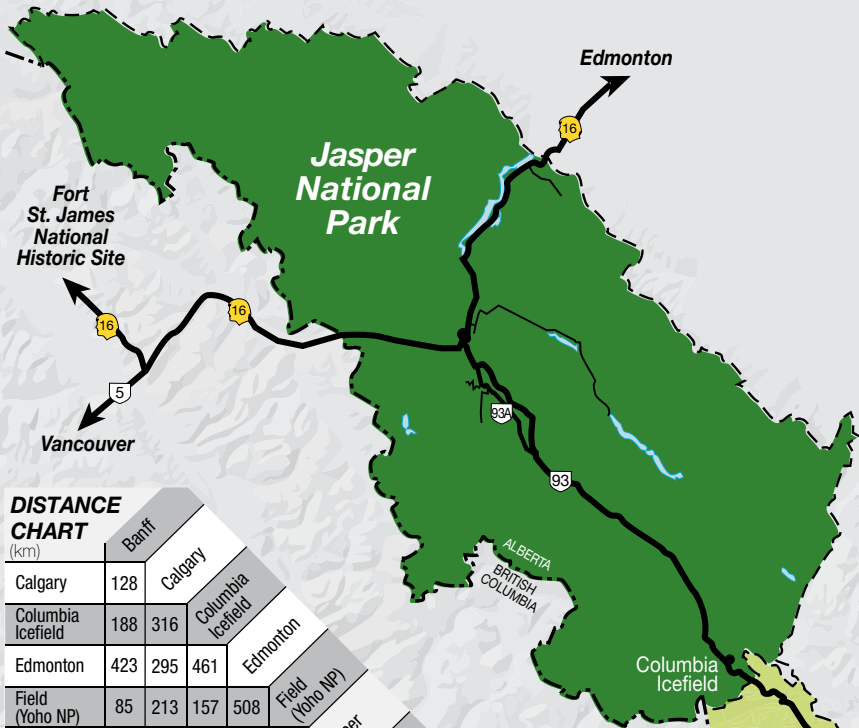 Edmonton
16
Jasper
National
Park
Fort
St. James
National
Historic Site
16
16
5
Vancouver
93A
93
ALBERTA
BRITISH
COLUMBIA
Columbia
Icefield
DISTANCE
CHART
(km)
Banff
Calgary 128 Calgary
Columbia
Icefield 188 316 Columbia
Icefield
Edmonton 423 295 461 Edmonton
Field
(Yoho NP) 85 213 157 508 Field
(Yoho NP)